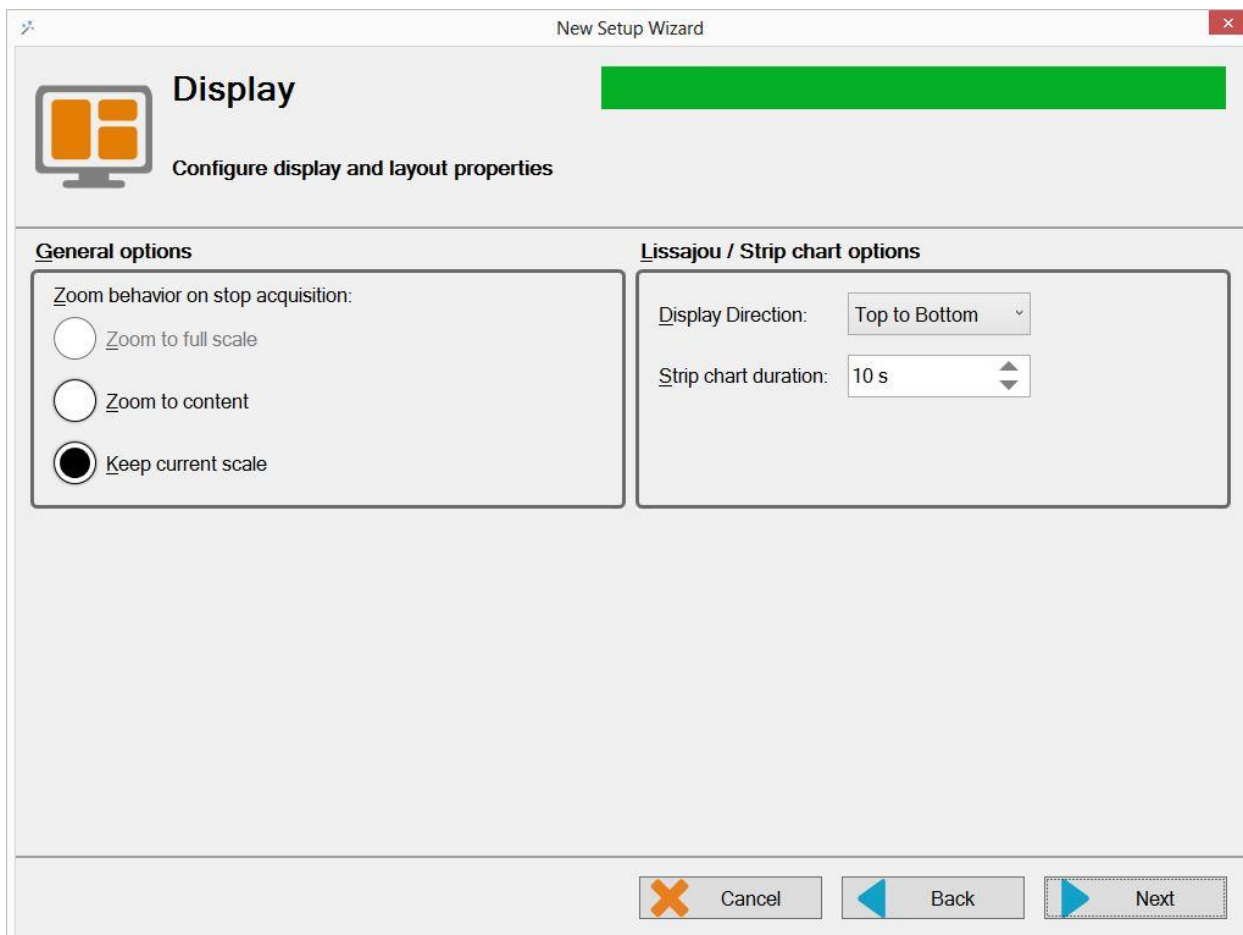 New Setup Wizard
Display
Configure display and layout properties
General options
Zoom behavior on stop acquisition:
Zoom to full scale
Zoom to content
Keep current scale
Lissajou / Strip chart options
Display Direction: Top to Bottom
Strip chart duration: 10 s
Cancel Back Next